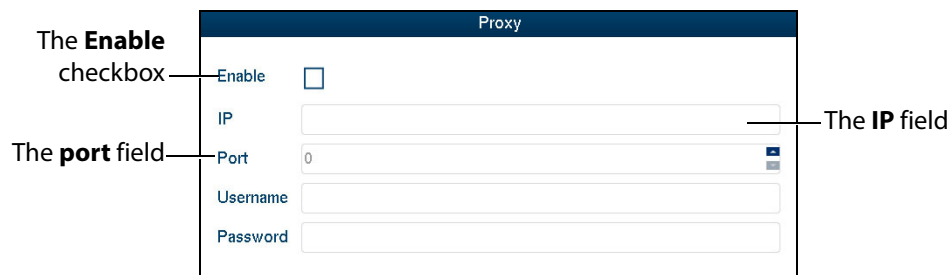 Proxy
The Enable
checkbox
Enable
IP
The IP field
The port field
Port
0
Username
Password